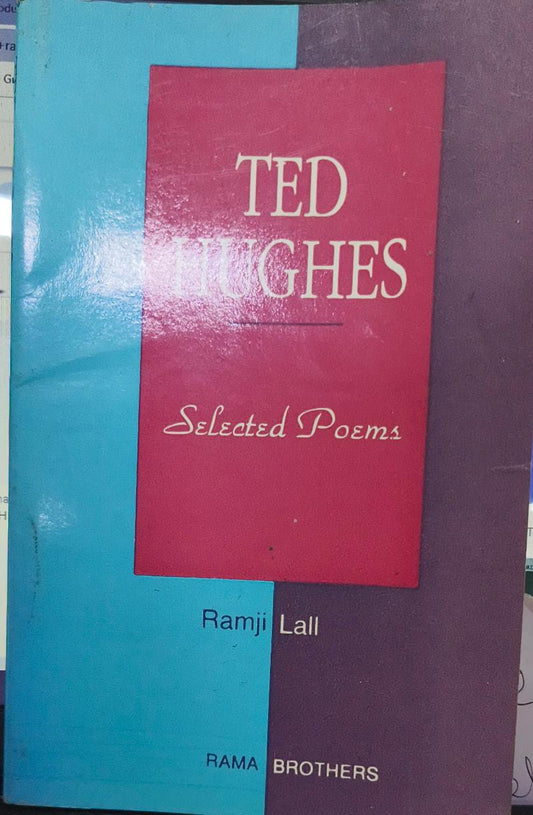 TED
HUGHES
Selected Poems
Ramji Lall
RAMA BROTHERS